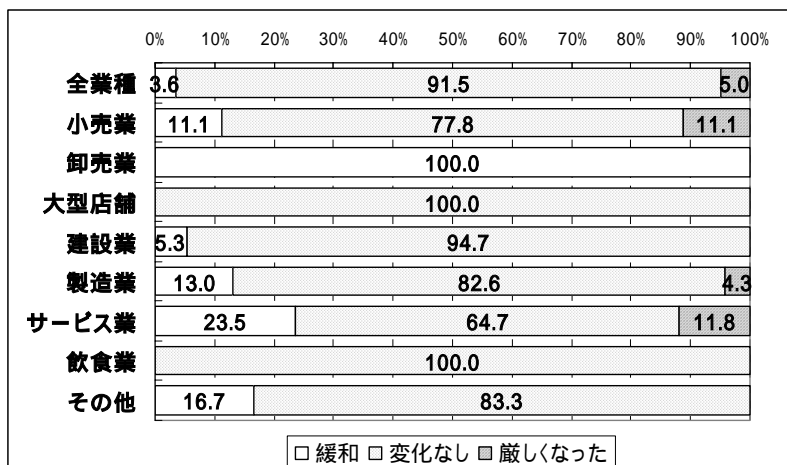 0% 10% 20% 30% 40% 50% 60% 70% 80% 90% 100%
全業種 3.6 91.5 5.0
小売業 11.1 77.8 11.1
卸売業 100.0
大型店舗 100.0
建設業 5.3 94.7
製造業 13.0 82.6 4.3
サービス業 23.5 64.7 11.8
飲食業 100.0
その他 16.7 83.3
緩和 変化なし 厳しくなった